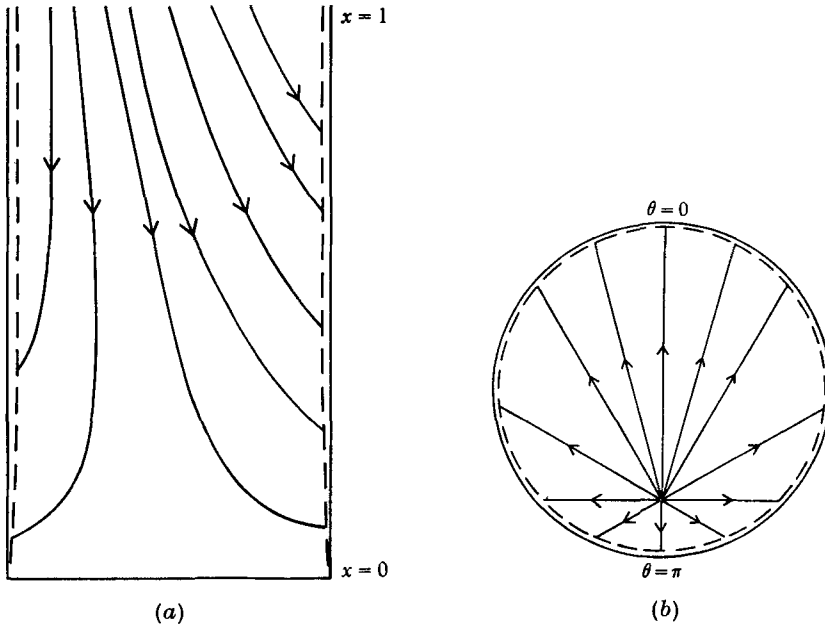 x = 1
θ = 0
x = 0
θ = π
(a)
(b)